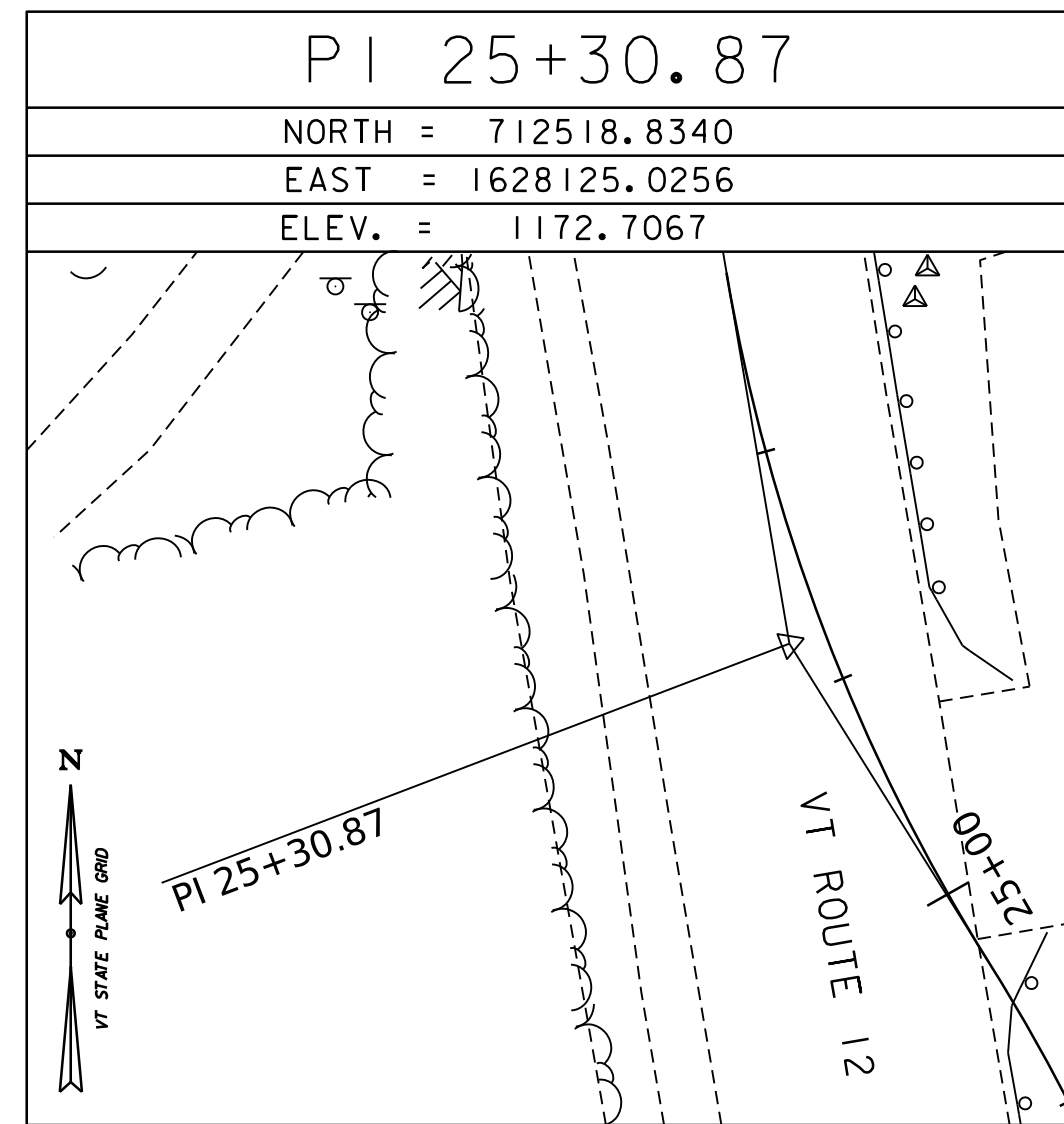 PI 25+30.87
NORTH = 712518.8340
EAST = 1628125.0256
ELEV. = 1172.7067
N
VT STATE PLANE GRID
PI 25+30.87
VT ROUTE 12
25+00